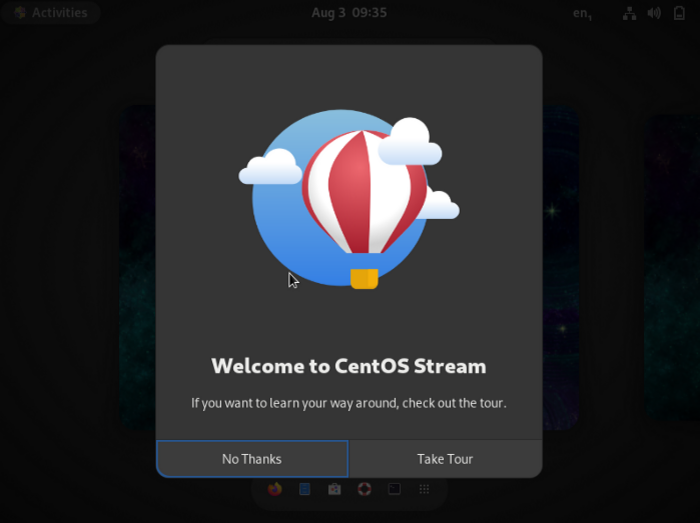 Activities
Aug 3 09:35
en₁
Welcome to CentOS Stream
If you want to learn your way around, check out the tour.
No Thanks
Take Tour